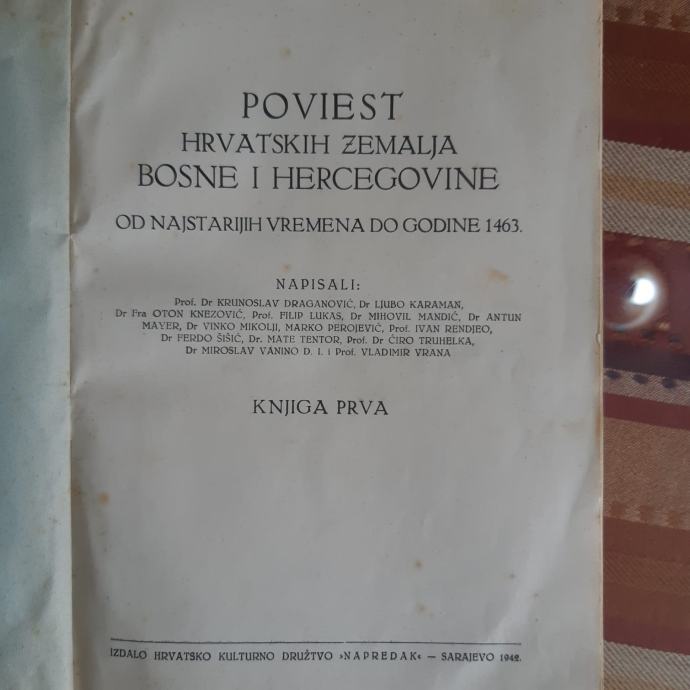 POVIEST
HRVATSKIH ZEMALJA
BOSNE I HERCEGOVINE
OD NAJSTARIJIH VREMENA DO GODINE 1463.
NAPISALI:
Prof. Dr KRUNOSLAV DRAGANOVIĆ, Dr LJUBO KARAMAN,
Dr Fra OTON KNEZOVIĆ, Prof. FILIP LUKAS, Dr MIHOVIL MANDIĆ, Dr ANTUN
MAYER, Dr VINKO MIKOLJI, MARKO PEROJEVIĆ, Prof. IVAN RENDJEO,
Dr FERDO ŠIŠIĆ, Dr. MATE TENTOR, Prof. Dr ĆIRO TRUHELKA,
Dr MIROSLAV VANINO D. I. i Prof. VLADIMIR VRANA
KNJIGA PRVA
IZDALO HRVATSKO KULTURNO DRUŽTVO »NAPREDAK« — SARAJEVO 1942.